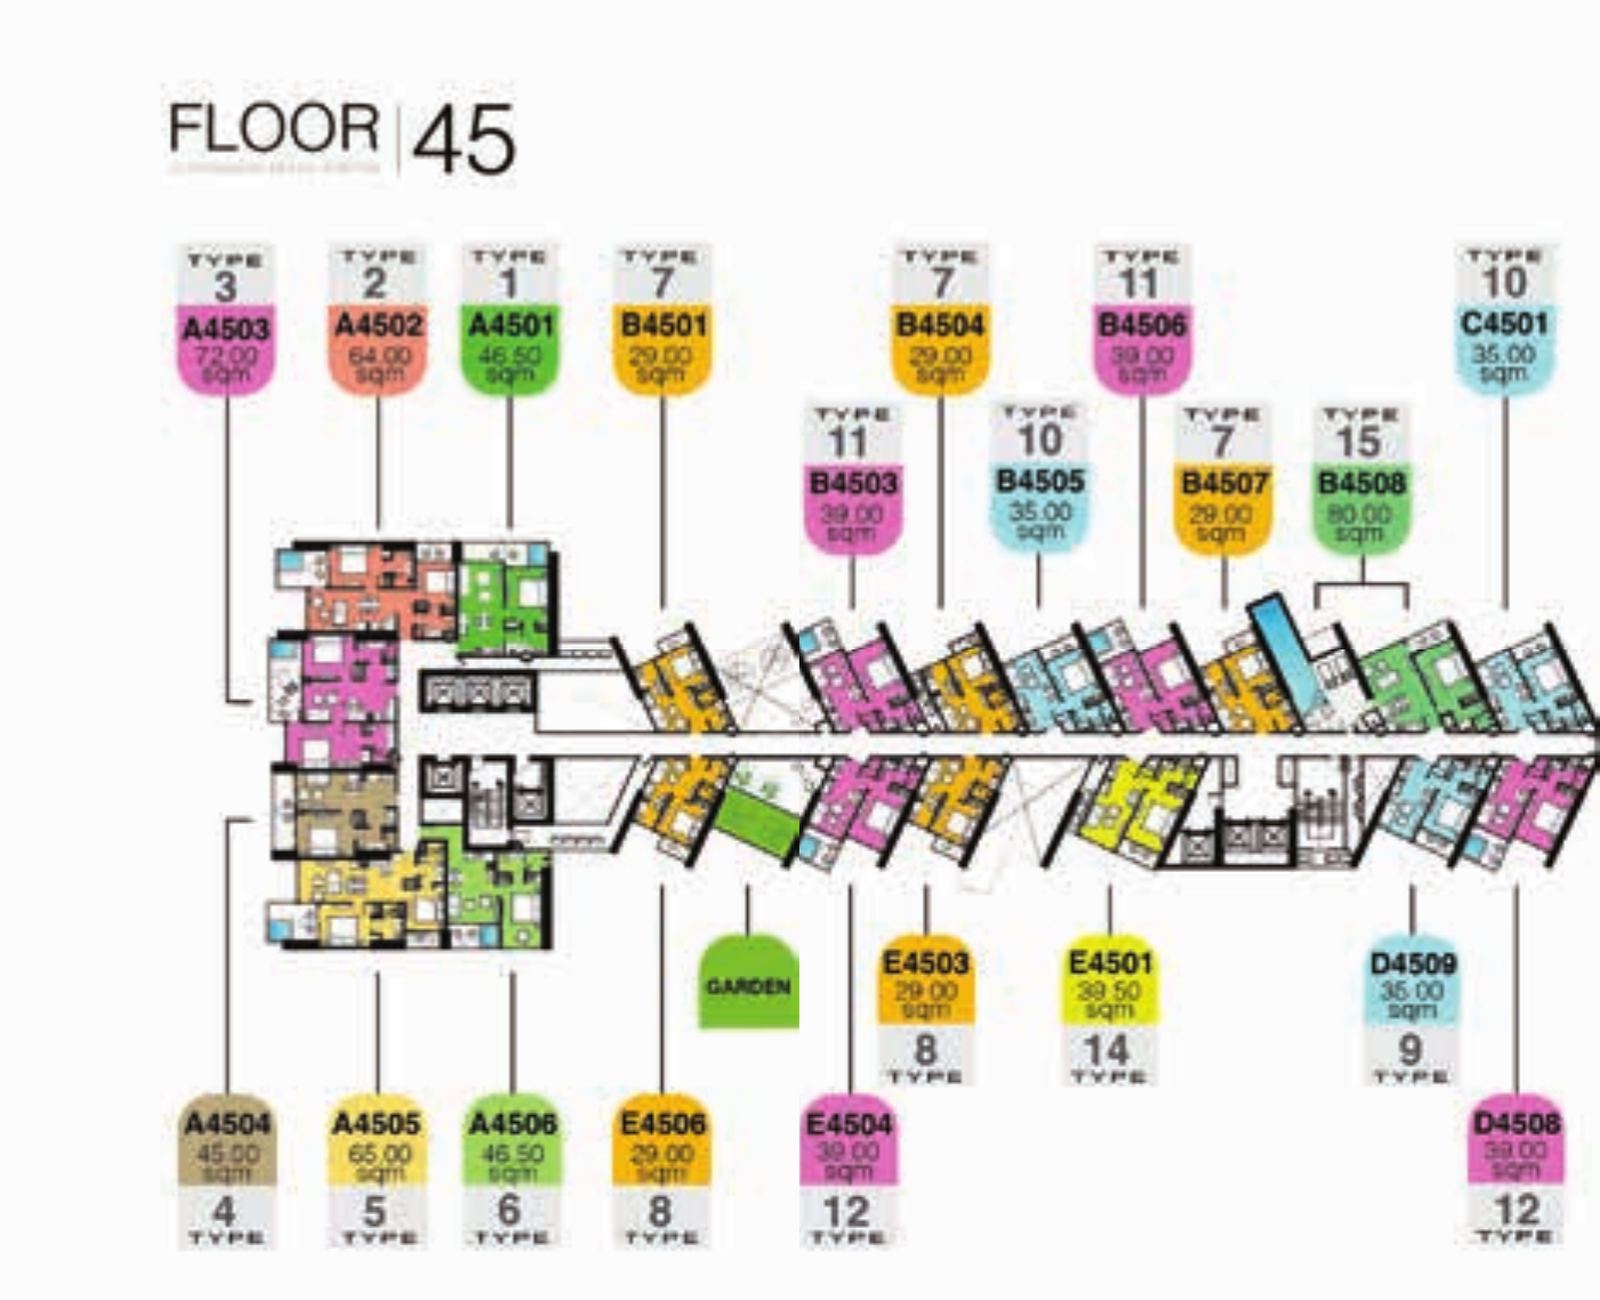 FLOOR 45
TYPE
3
A4503
72.00
sqm
TYPE
2
A4502
64.00
sqm
TYPE
1
A4501
46.50
sqm
TYPE
7
B4501
29.00
sqm
TYPE
7
B4504
29.00
sqm
TYPE
11
B4506
39.00
sqm
TYPE
10
C4501
35.00
sqm
TYPE
11
B4503
39.00
sqm
TYPE
10
B4505
35.00
sqm
TYPE
7
B4507
29.00
sqm
TYPE
15
B4508
80.00
sqm
GARDEN
E4503
29.00
sqm
8
TYPE
E4501
39.50
sqm
14
TYPE
D4509
35.00
sqm
9
TYPE
A4504
45.00
sqm
4
TYPE
A4505
65.00
sqm
5
TYPE
A4506
46.50
sqm
6
TYPE
E4506
29.00
sqm
8
TYPE
E4504
39.00
sqm
12
TYPE
D4508
39.00
sqm
12
TYPE